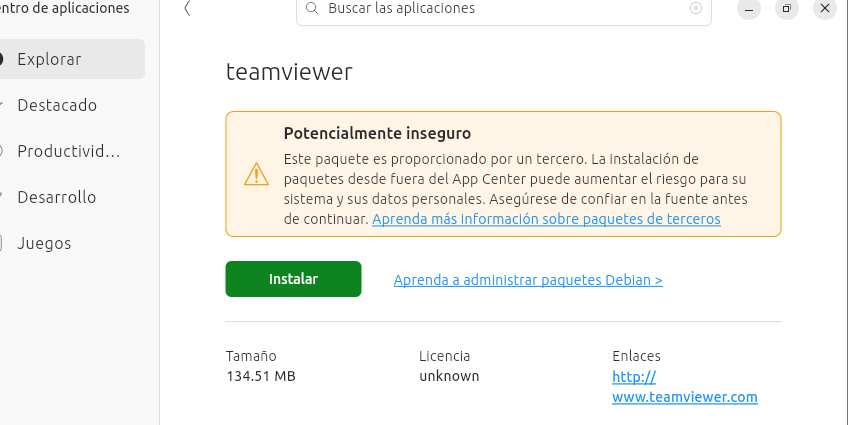 ntro de aplicaciones
Buscar las aplicaciones
Explorar
Destacado
Productivid...
Desarrollo
Juegos
teamviewer
Potencialmente inseguro
Este paquete es proporcionado por un tercero. La instalación de
paquetes desde fuera del App Center puede aumentar el riesgo para su
sistema y sus datos personales. Asegúrese de confiar en la fuente antes
de continuar. Aprenda más información sobre paquetes de terceros
Instalar
Aprenda a administrar paquetes Debian >
Tamaño
134.51 MB
Licencia
unknown
Enlaces
http://
www.teamviewer.com